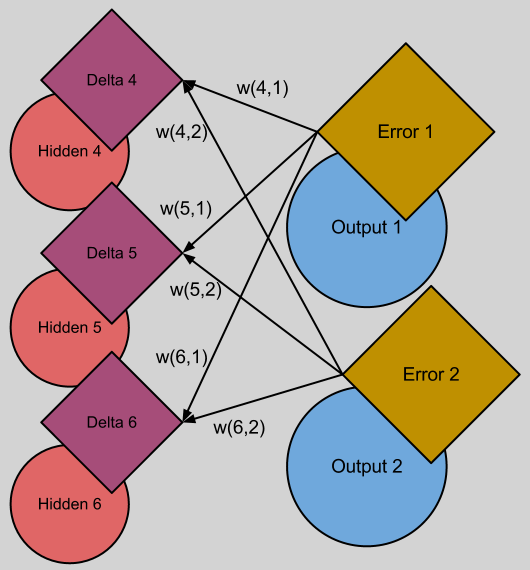 Delta 4
w(4,1)
w(4,2)
Error 1
Hidden 4
w(5,1)
Output 1
Delta 5
w(5,2)
Hidden 5
w(6,1)
Error 2
Delta 6
w(6,2)
Output 2
Hidden 6